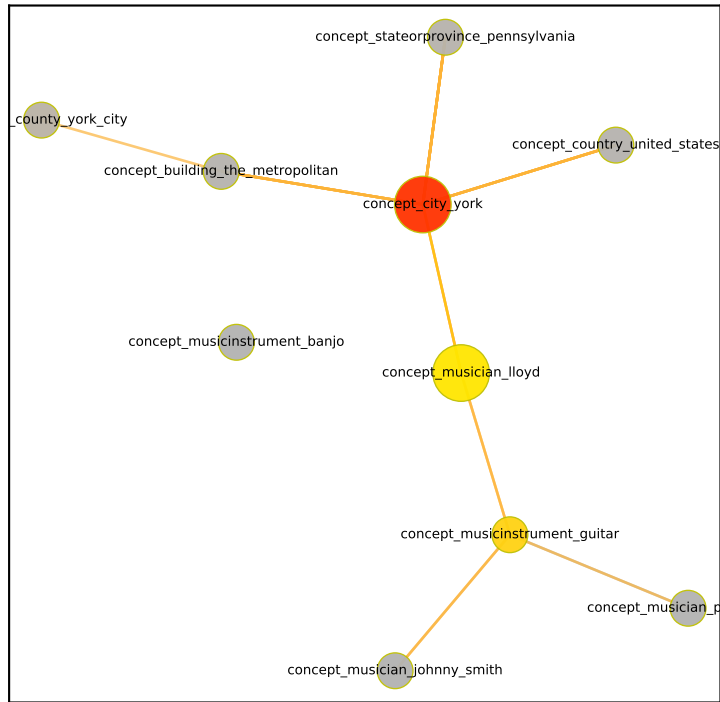 concept_stateorprovince_pennsylvania
_county_york_city
concept_country_united_states
concept_building_the_metropolitan
concept_city_york
concept_musicinstrument_banjo
concept_musician_lloyd
concept_musicinstrument_guitar
concept_musician_p
concept_musician_johnny_smith